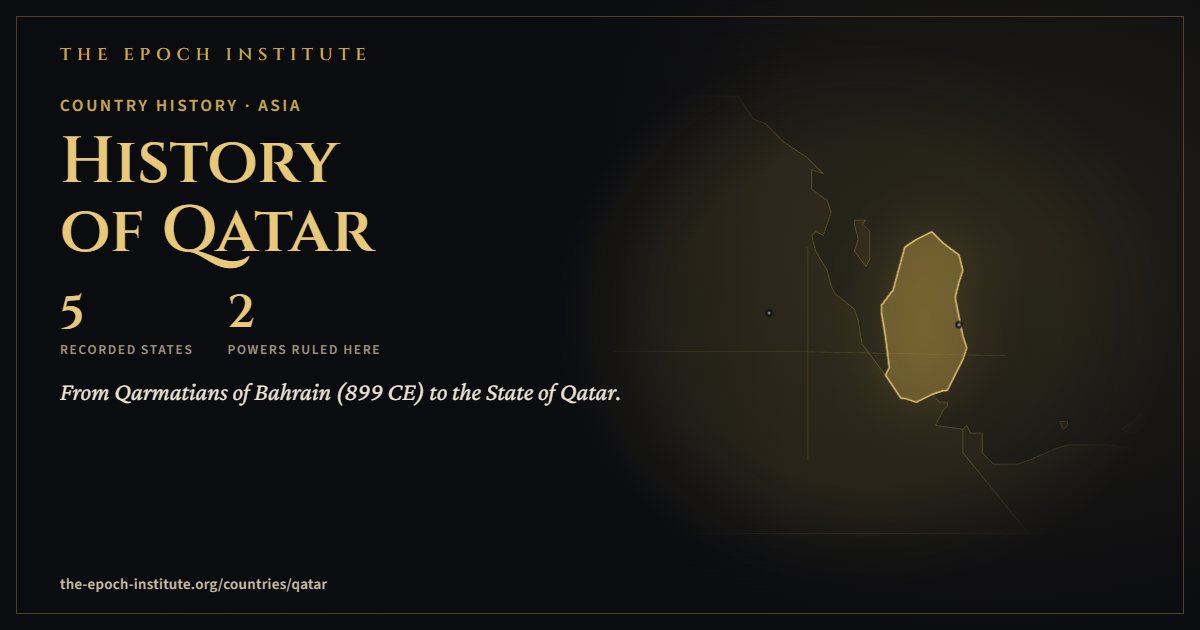 THE EPOCH INSTITUTE
COUNTRY HISTORY · ASIA
History
of Qatar
5
2
RECORDED STATES
POWERS RULED HERE
From Qarmatians of Bahrain (899 CE) to the State of Qatar.
the-epoch-institute.org/countries/qatar